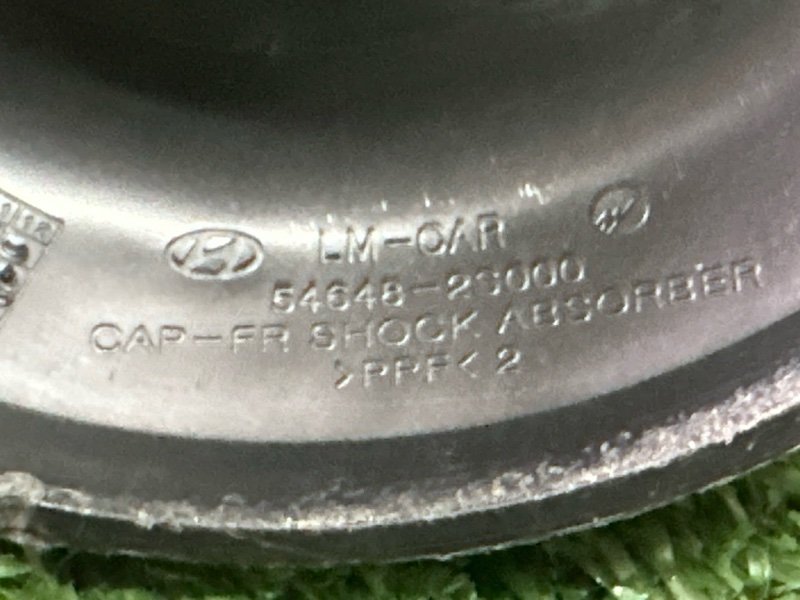 LM-CAR
54648-2S000
CAP-FR SHOCK ABSORBER
>PPF< 2